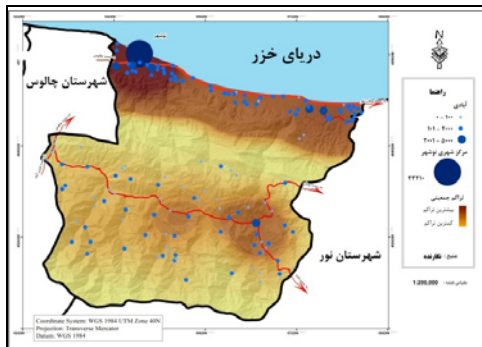 دریای خزر
شهرستان چالوس
شهرستان نور
راهنما
آبادی
۰ - ۱۰۰
۱۰۱ - ۲۰۰۰
۲۰۰۱ - ۵۰۰۰
مرکز شهری نوشهر
۴۳۳۱۰
تراکم جمعیتی
بیشترین تراکم
کمترین تراکم
منبع: نگارنده
1:200,000
Coordinate System: WGS 1984 UTM Zone 40N
Projection: Transverse Mercator
Datum: WGS 1984